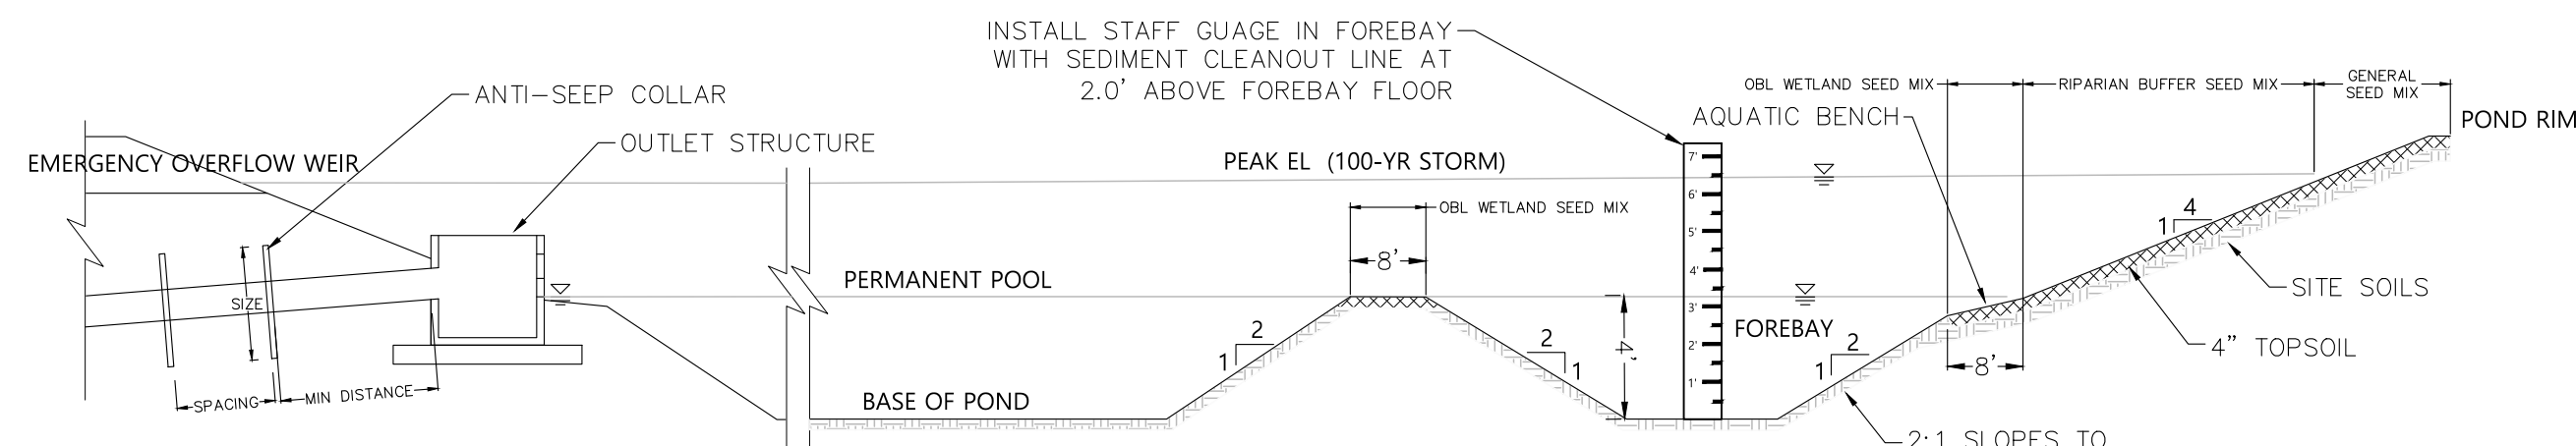 INSTALL STAFF GUAGE IN FOREBAY
WITH SEDIMENT CLEANOUT LINE AT
2.0' ABOVE FOREBAY FLOOR
ANTI-SEEP COLLAR
OUTLET STRUCTURE
EMERGENCY OVERFLOW WEIR
PEAK EL (100-YR STORM)
OBL WETLAND SEED MIX
RIPARIAN BUFFER SEED MIX
GENERAL
SEED MIX
AQUATIC BENCH
POND RIM
OBL WETLAND SEED MIX
8'
PERMANENT POOL
SIZE
SPACING
MIN DISTANCE
BASE OF POND
2
1
2
1
4'
7'
6'
5'
4'
3'
2'
1'
FOREBAY
2
1
8'
4
1
SITE SOILS
4" TOPSOIL
2:1 SLOPES TO